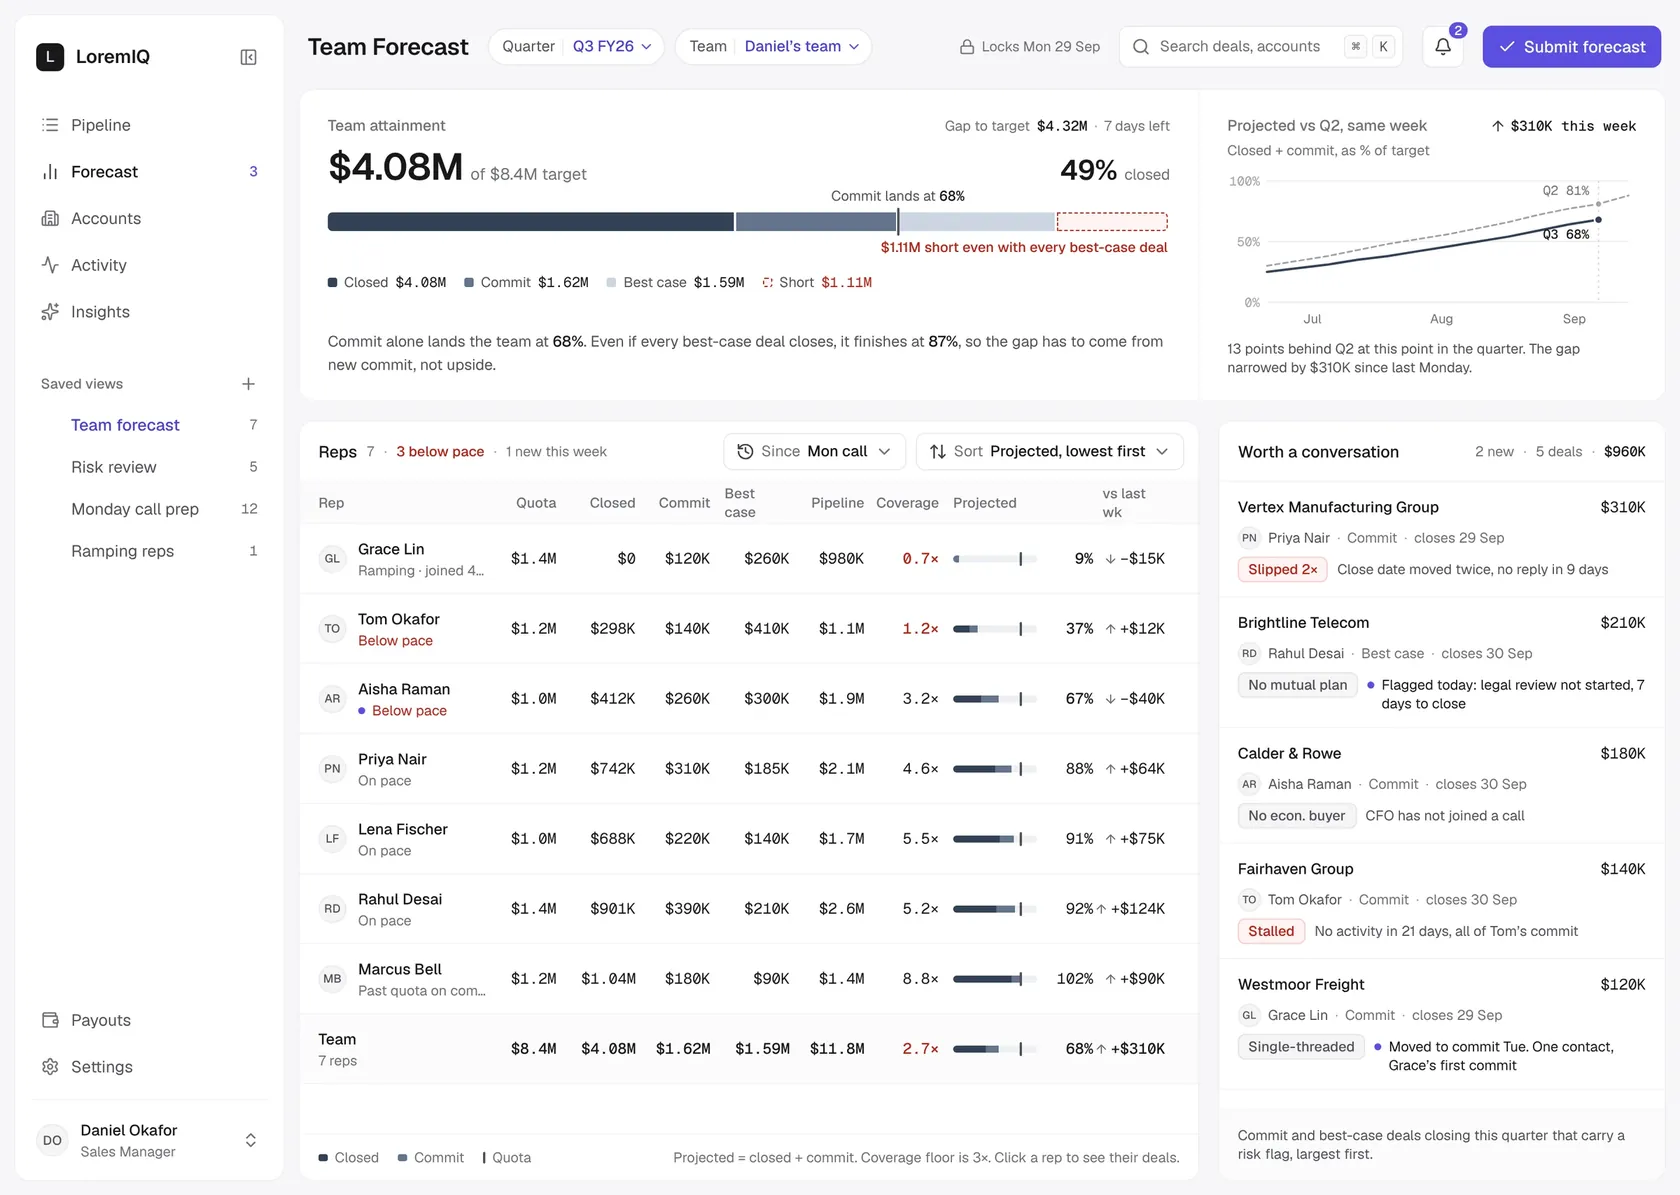 L LoremIQ
Pipeline
Forecast 3
Accounts
Activity
Insights
Saved views
Team forecast 7
Risk review 5
Monday call prep 12
Ramping reps 1
Payouts
Settings
DO Daniel Okafor
Sales Manager
Team Forecast Quarter Q3 FY26 Team Daniel's team Locks Mon 29 Sep Search deals, accounts ⌘ K 2 Submit forecast
Team attainment Gap to target $4.32M · 7 days left
$4.08M of $8.4M target 49% closed
Commit lands at 68%
$1.11M short even with every best-case deal
Closed $4.08M Commit $1.62M Best case $1.59M Short $1.11M
Commit alone lands the team at 68%. Even if every best-case deal closes, it finishes at 87%, so the gap has to come from
new commit, not upside.
Projected vs Q2, same week ↑ $310K this week
Closed + commit, as % of target
100%
Q2 81%
50%
Q3 68%
0%
Jul Aug Sep
13 points behind Q2 at this point in the quarter. The gap
narrowed by $310K since last Monday.
Reps 7 · 3 below pace · 1 new this week Since Mon call Sort Projected, lowest first
Rep Quota Closed Commit Best case Pipeline Coverage Projected vs last wk
GL Grace Lin $1.4M $0 $120K $260K $980K 0.7× 9% ↓ −$15K
Ramping · joined 4…
TO Tom Okafor $1.2M $298K $140K $410K $1.1M 1.2× 37% ↑ +$12K
Below pace
AR Aisha Raman $1.0M $412K $260K $300K $1.9M 3.2× 67% ↓ −$40K
Below pace
PN Priya Nair $1.2M $742K $310K $185K $2.1M 4.6× 88% ↑ +$64K
On pace
LF Lena Fischer $1.0M $688K $220K $140K $1.7M 5.5× 91% ↑ +$75K
On pace
RD Rahul Desai $1.4M $901K $390K $210K $2.6M 5.2× 92% ↑ +$124K
On pace
MB Marcus Bell $1.2M $1.04M $180K $90K $1.4M 8.8× 102% ↑ +$90K
Past quota on com…
Team $8.4M $4.08M $1.62M $1.59M $11.8M 2.7× 68% ↑ +$310K
7 reps
Closed Commit Quota Projected = closed + commit. Coverage floor is 3×. Click a rep to see their deals.
Worth a conversation 2 new · 5 deals · $960K
Vertex Manufacturing Group $310K
PN Priya Nair · Commit · closes 29 Sep
Slipped 2× Close date moved twice, no reply in 9 days
Brightline Telecom $210K
RD Rahul Desai · Best case · closes 30 Sep
No mutual plan Flagged today: legal review not started, 7
days to close
Calder & Rowe $180K
AR Aisha Raman · Commit · closes 30 Sep
No econ. buyer CFO has not joined a call
Fairhaven Group $140K
TO Tom Okafor · Commit · closes 30 Sep
Stalled No activity in 21 days, all of Tom's commit
Westmoor Freight $120K
GL Grace Lin · Commit · closes 29 Sep
Single-threaded Moved to commit Tue. One contact,
Grace's first commit
Commit and best-case deals closing this quarter that carry a
risk flag, largest first.